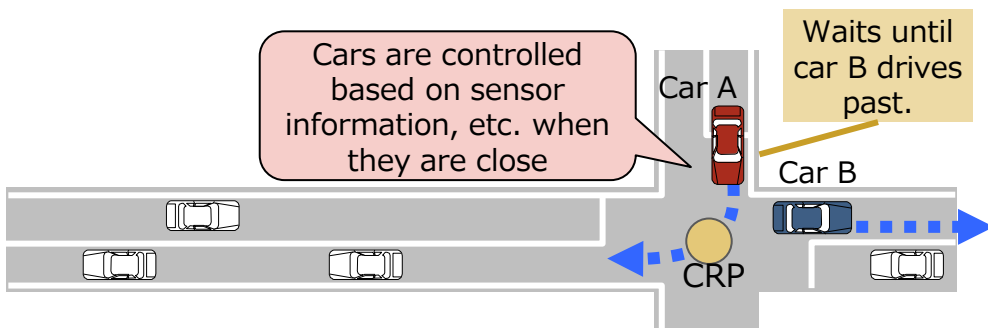 Cars are controlled
based on sensor
information, etc. when
they are close
Waits until
car B drives
past.
Car A
Car B
CRP